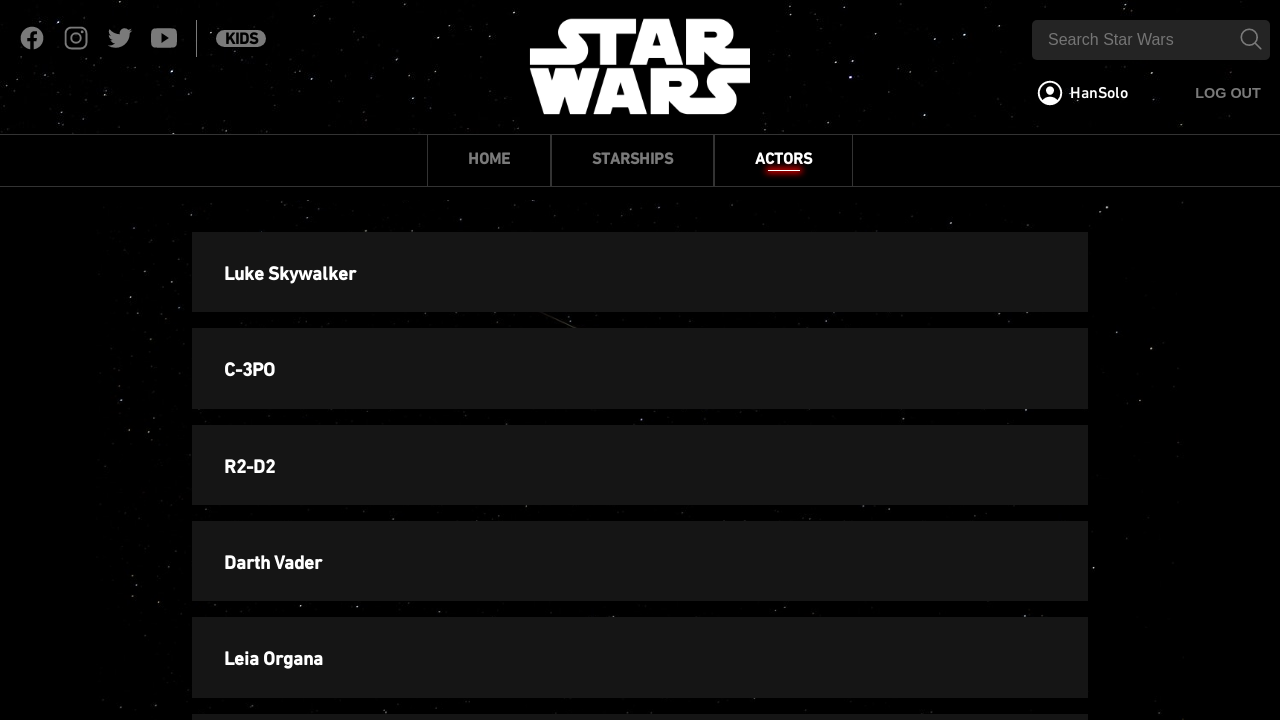 KIDS
STAR
WARS
Search Star Wars
HanSolo
LOG OUT
HOME
STARSHIPS
ACTORS
Luke Skywalker
C-3PO
R2-D2
Darth Vader
Leia Organa